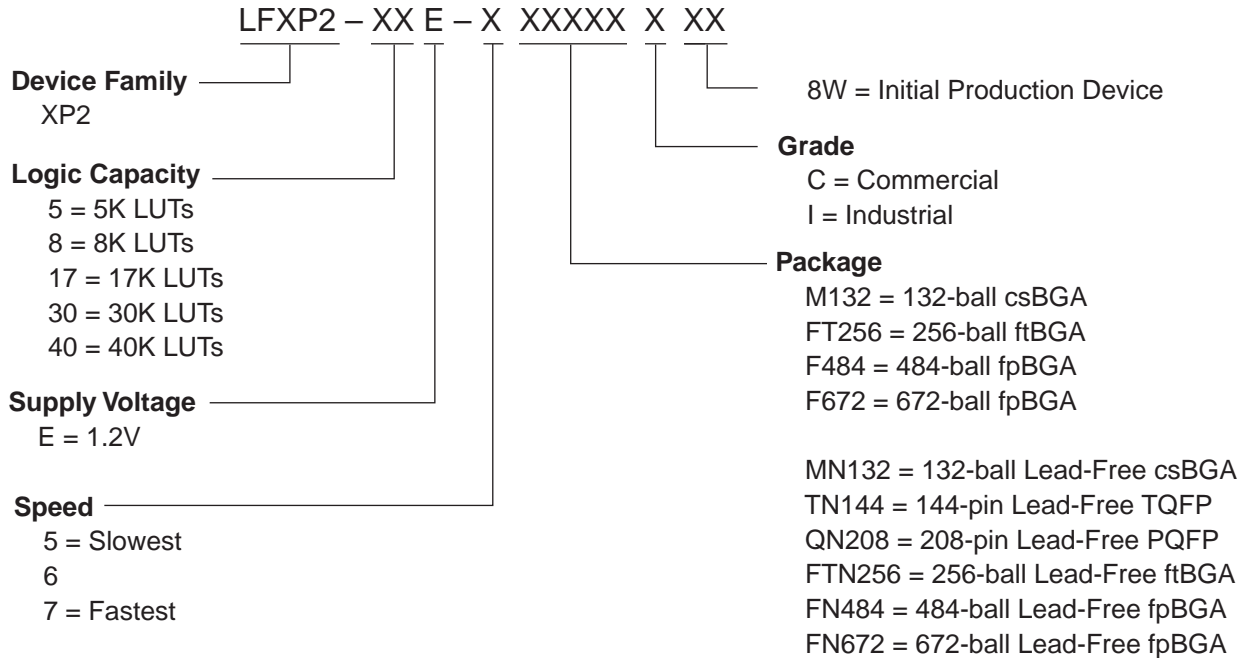 LFXP2 – XX E – X XXXXX X XX
Device Family
XP2
Logic Capacity
5 = 5K LUTs
8 = 8K LUTs
17 = 17K LUTs
30 = 30K LUTs
40 = 40K LUTs
Supply Voltage
E = 1.2V
Speed
5 = Slowest
6
7 = Fastest
8W = Initial Production Device
Grade
C = Commercial
I = Industrial
Package
M132 = 132-ball csBGA
FT256 = 256-ball ftBGA
F484 = 484-ball fpBGA
F672 = 672-ball fpBGA
MN132 = 132-ball Lead-Free csBGA
TN144 = 144-pin Lead-Free TQFP
QN208 = 208-pin Lead-Free PQFP
FTN256 = 256-ball Lead-Free ftBGA
FN484 = 484-ball Lead-Free fpBGA
FN672 = 672-ball Lead-Free fpBGA